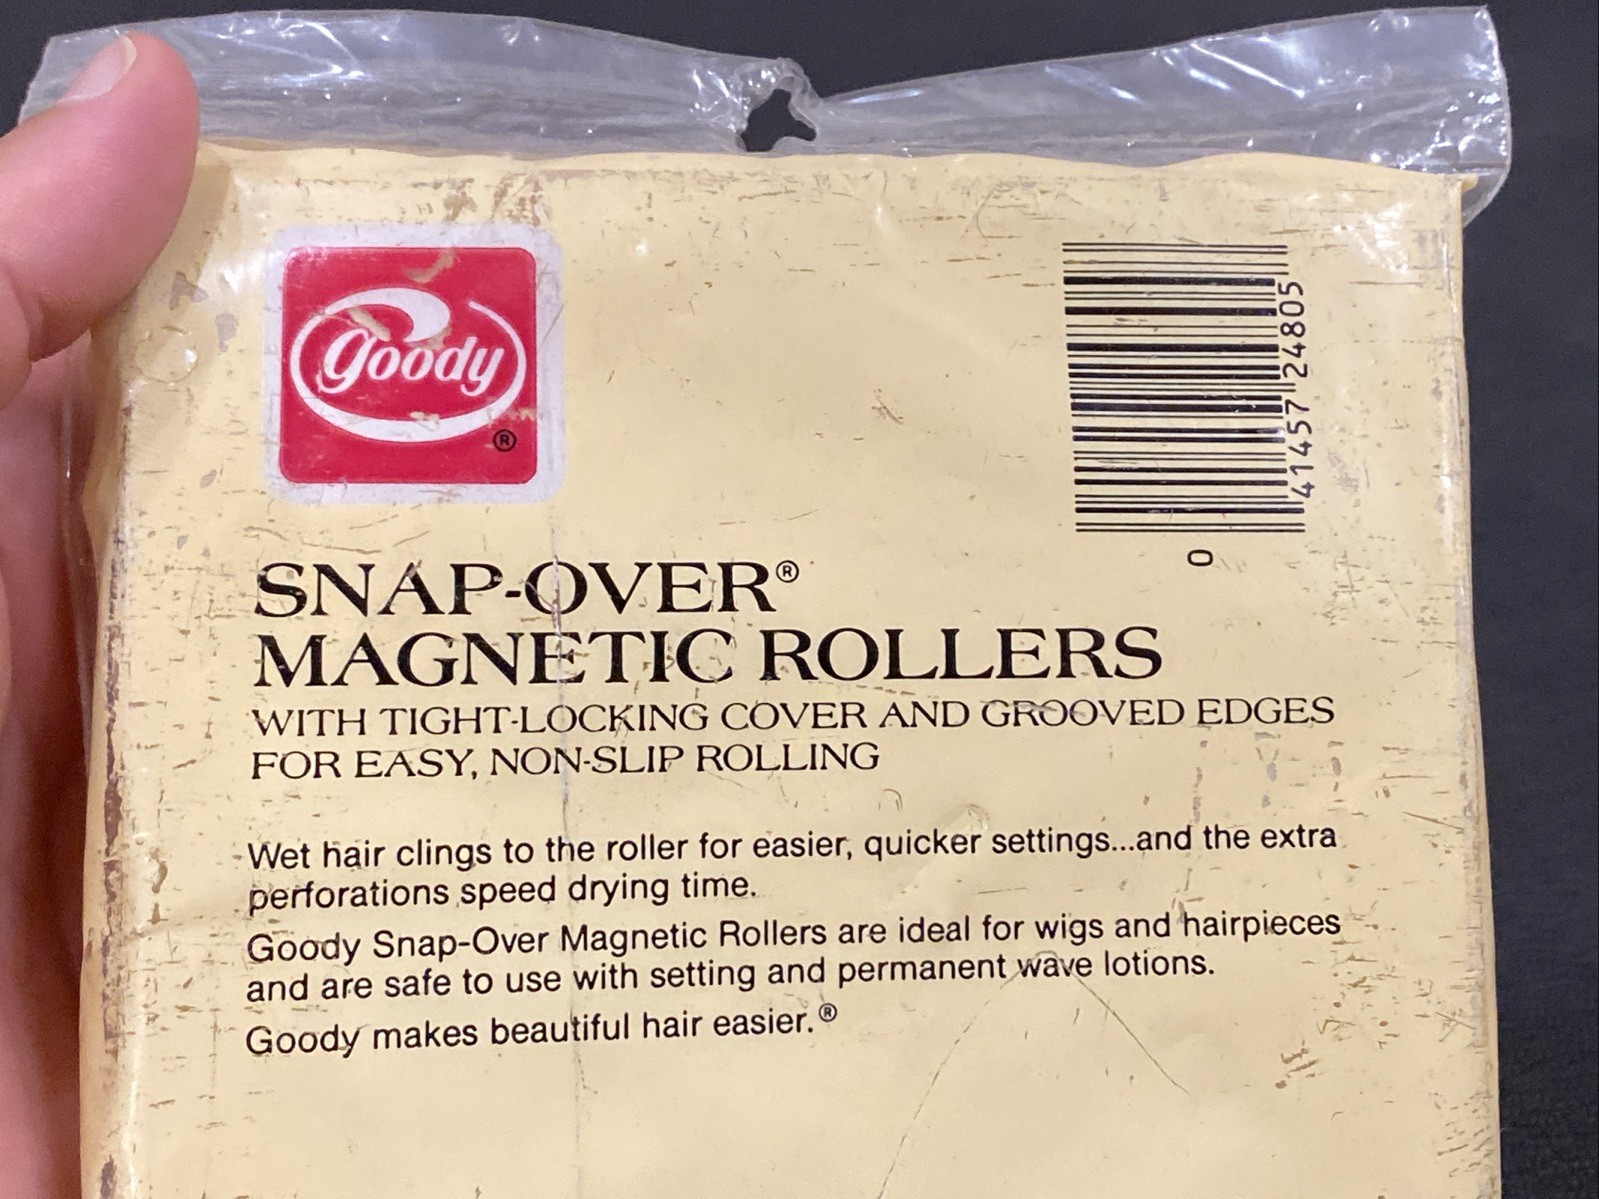 goody
®
41457 24805
0
SNAP-OVER®
MAGNETIC ROLLERS
WITH TIGHT-LOCKING COVER AND GROOVED EDGES
FOR EASY, NON-SLIP ROLLING
Wet hair clings to the roller for easier, quicker settings...and the extra
perforations speed drying time.
Goody Snap-Over Magnetic Rollers are ideal for wigs and hairpieces
and are safe to use with setting and permanent wave lotions.
Goody makes beautiful hair easier.®